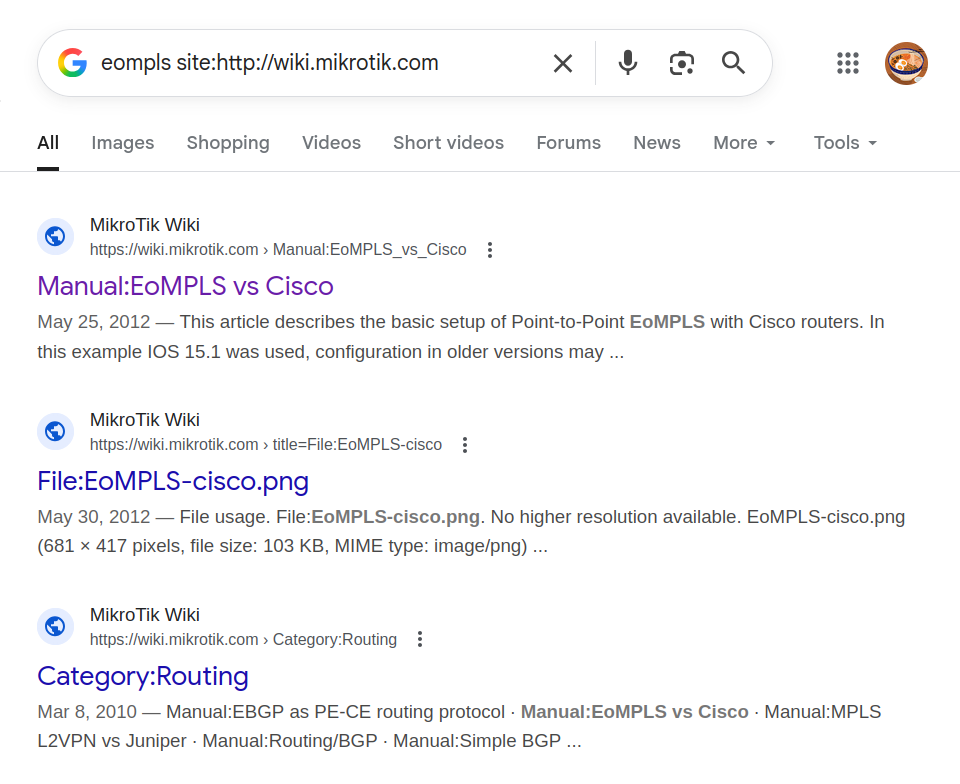 eompls site:http://wiki.mikrotik.com
All Images Shopping Videos Short videos Forums News More Tools
MikroTik Wiki
https://wiki.mikrotik.com › Manual:EoMPLS_vs_Cisco
Manual:EoMPLS vs Cisco
May 25, 2012 — This article describes the basic setup of Point-to-Point EoMPLS with Cisco routers. In
this example IOS 15.1 was used, configuration in older versions may ...
MikroTik Wiki
https://wiki.mikrotik.com › title=File:EoMPLS-cisco
File:EoMPLS-cisco.png
May 30, 2012 — File usage. File:EoMPLS-cisco.png. No higher resolution available. EoMPLS-cisco.png
(681 × 417 pixels, file size: 103 KB, MIME type: image/png) ...
MikroTik Wiki
https://wiki.mikrotik.com › Category:Routing
Category:Routing
Mar 8, 2010 — Manual:EBGP as PE-CE routing protocol · Manual:EoMPLS vs Cisco · Manual:MPLS
L2VPN vs Juniper · Manual:Routing/BGP · Manual:Simple BGP ...